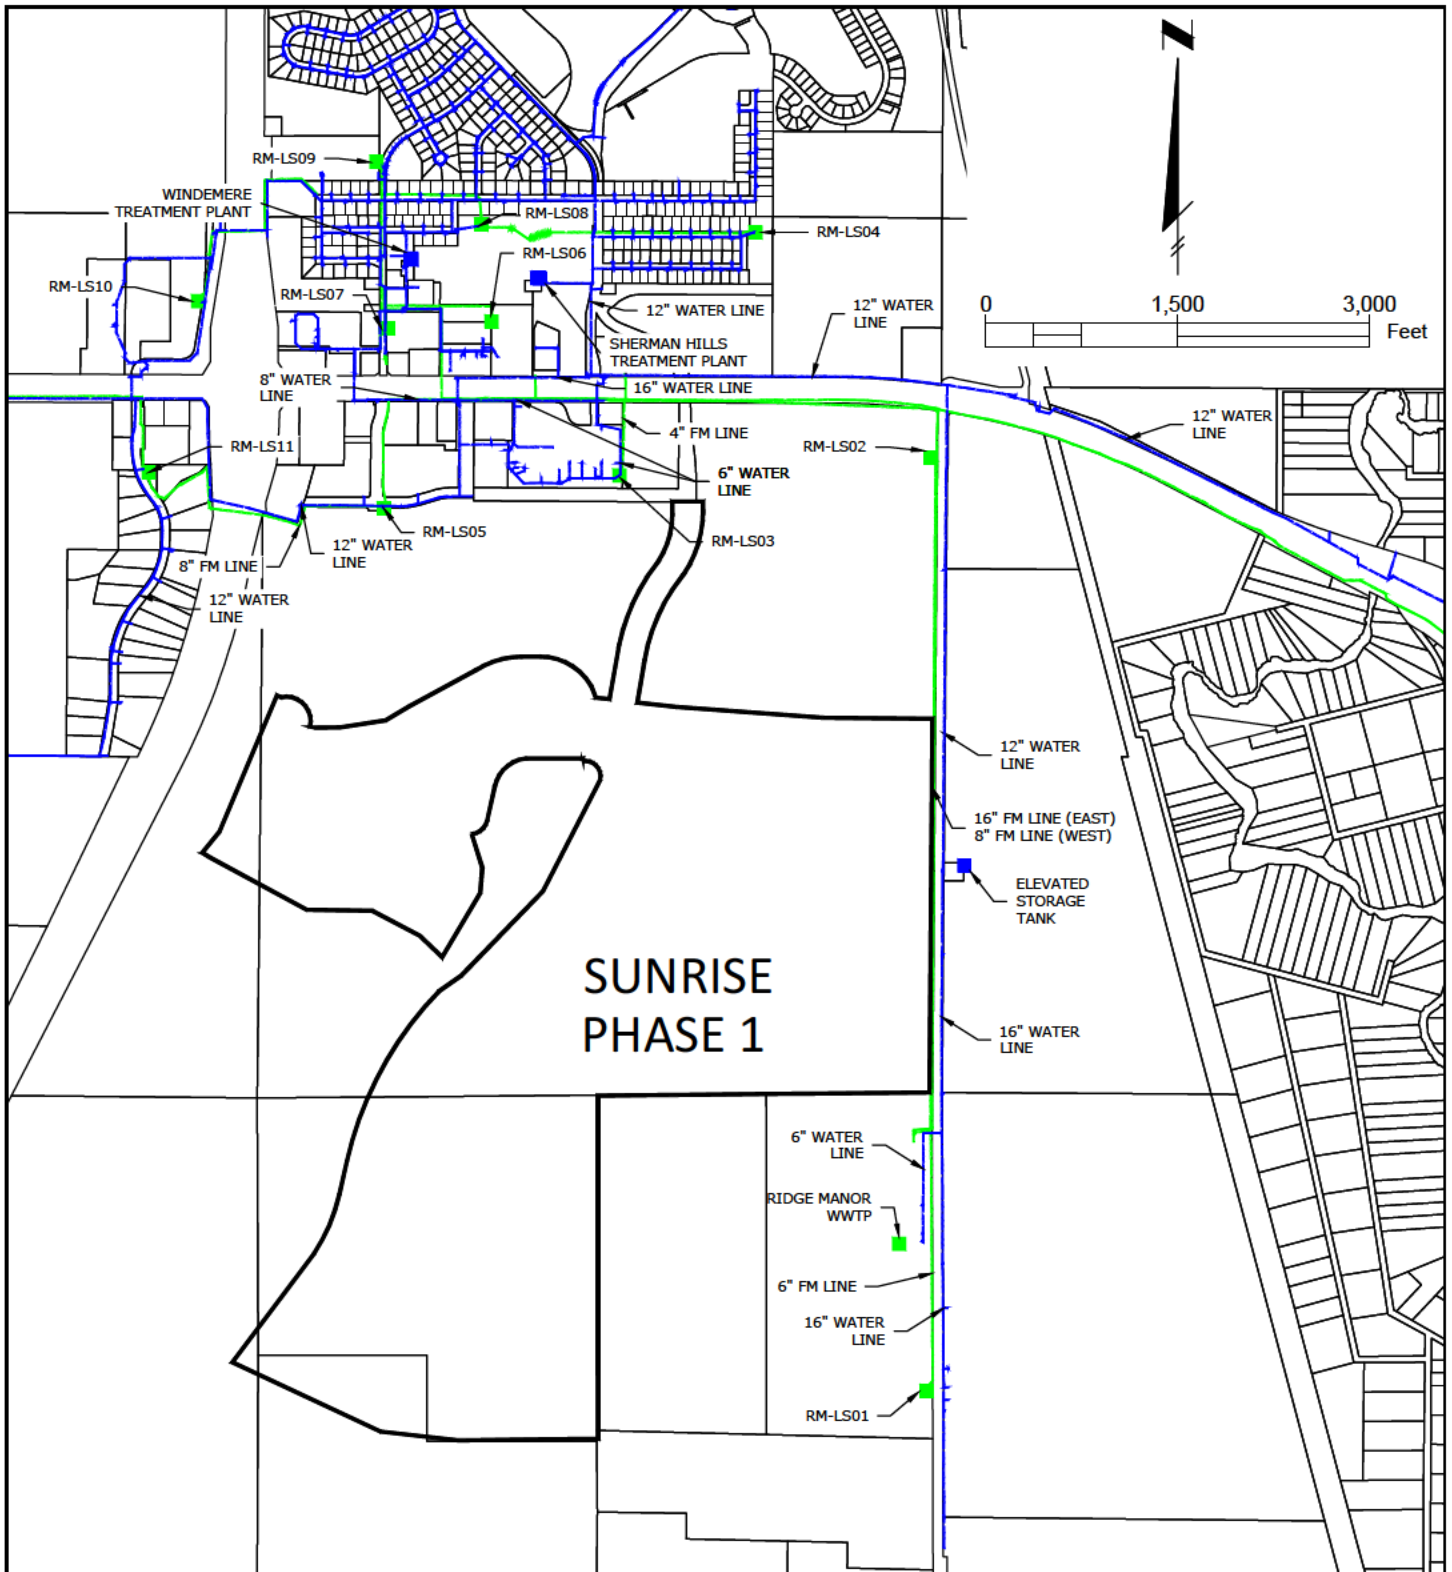 RM-LS09
WINDEMERE
TREATMENT PLANT
RM-LS08
RM-LS04
RM-LS06
RM-LS10
RM-LS07
12" WATER LINE
12" WATER
LINE
0
1,500
3,000
Feet
SHERMAN HILLS
TREATMENT PLANT
8" WATER
LINE
16" WATER LINE
12" WATER
LINE
4" FM LINE
RM-LS11
RM-LS02
6" WATER
LINE
RM-LS05
RM-LS03
12" WATER
LINE
8" FM LINE
12" WATER
LINE
12" WATER
LINE
16" FM LINE (EAST)
8" FM LINE (WEST)
ELEVATED
STORAGE
TANK
SUNRISE
PHASE 1
16" WATER
LINE
6" WATER
LINE
RIDGE MANOR
WWTP
6" FM LINE
16" WATER
LINE
RM-LS01